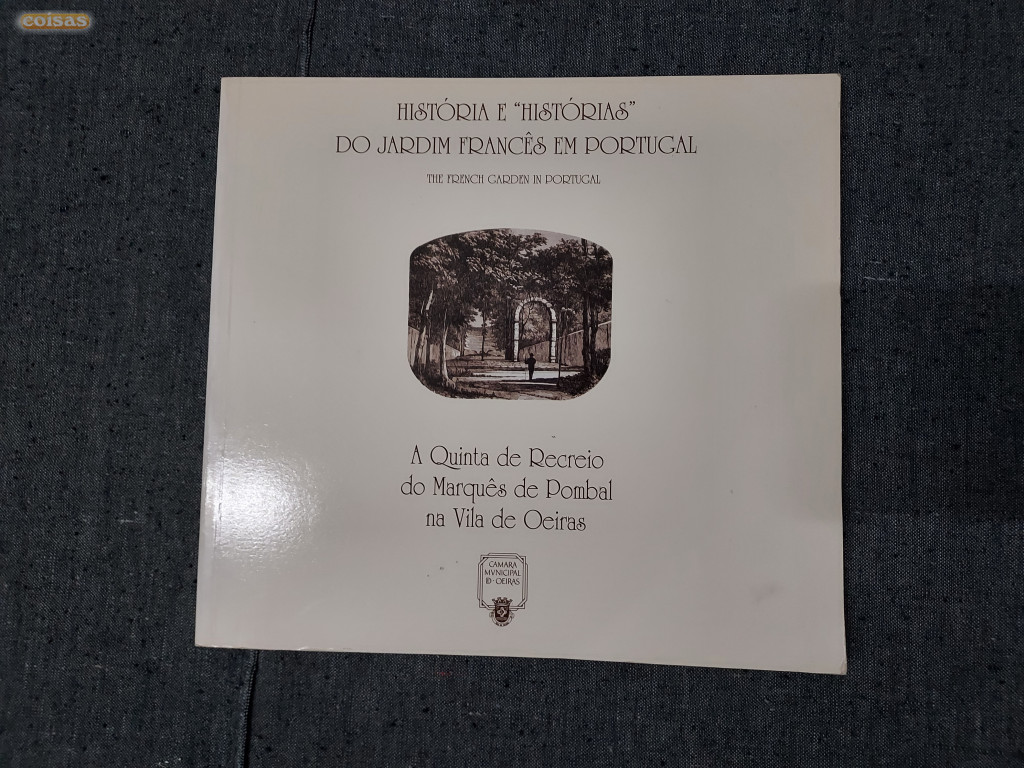 coisas
HISTÓRIA E "HISTÓRIAS"
DO JARDIM FRANCÊS EM PORTUGAL
THE FRENCH GARDEN IN PORTUGAL
A Quinta de Recreio
do Marquês de Pombal
na Vila de Oeiras
CAMARA
MVNICIPAL
D · OEIRAS